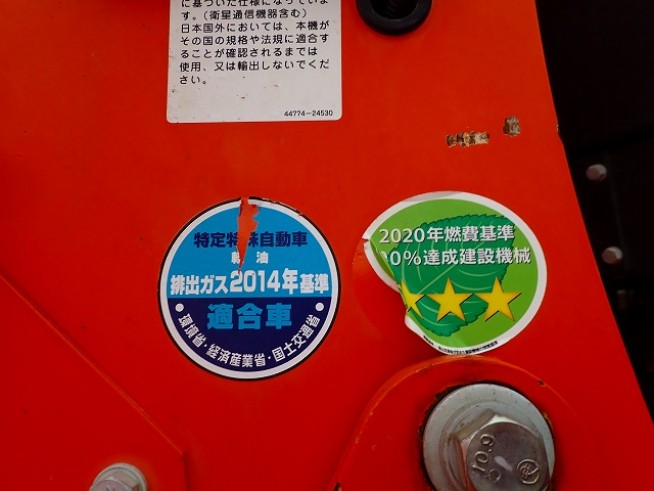 に基づいた仕様になっていま
す。(衛星通信機器含む)
日本国外においては、本機が
その国の規格や法規に適合す
ることが確認されるまでは
使用、又は輸出しないでくだ
さい。
44774-24530
特定特殊自動車
軽油
排出ガス2014年基準
適合車
環境省・経済産業省・国土交通省
2020年燃費基準
0%達成建設機械
10.9